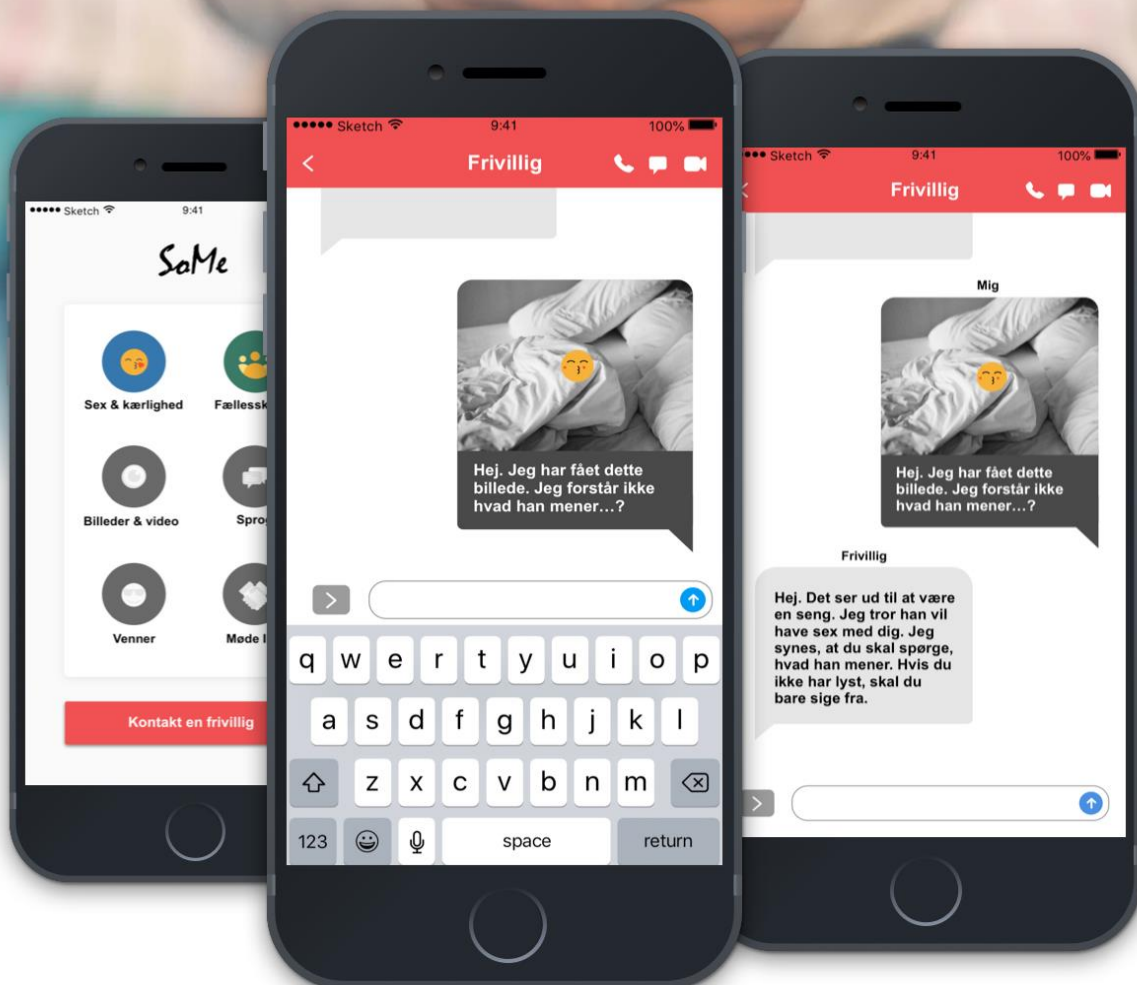 Sketch 9:41
SoMe
Sex & kærlighed
Billeder & video
Sprog
Venner
Møde
Kontakt en frivillig
Sketch 9:41 100%
Frivillig
Hej. Jeg har fået dette
billede. Jeg forstår ikke
hvad han mener...?
q w e r t y u i o p
a s d f g h j k l
z x c v b n m
123 space return
Sketch 9:41 100%
Frivillig
Mig
Hej. Jeg har fået dette
billede. Jeg forstår ikke
hvad han mener...?
Frivillig
Hej. Det ser ud til at være
en seng. Jeg tror han vil
have sex med dig. Jeg
synes, at du skal spørge,
hvad han mener. Hvis du
ikke har lyst, skal du
bare sige fra.